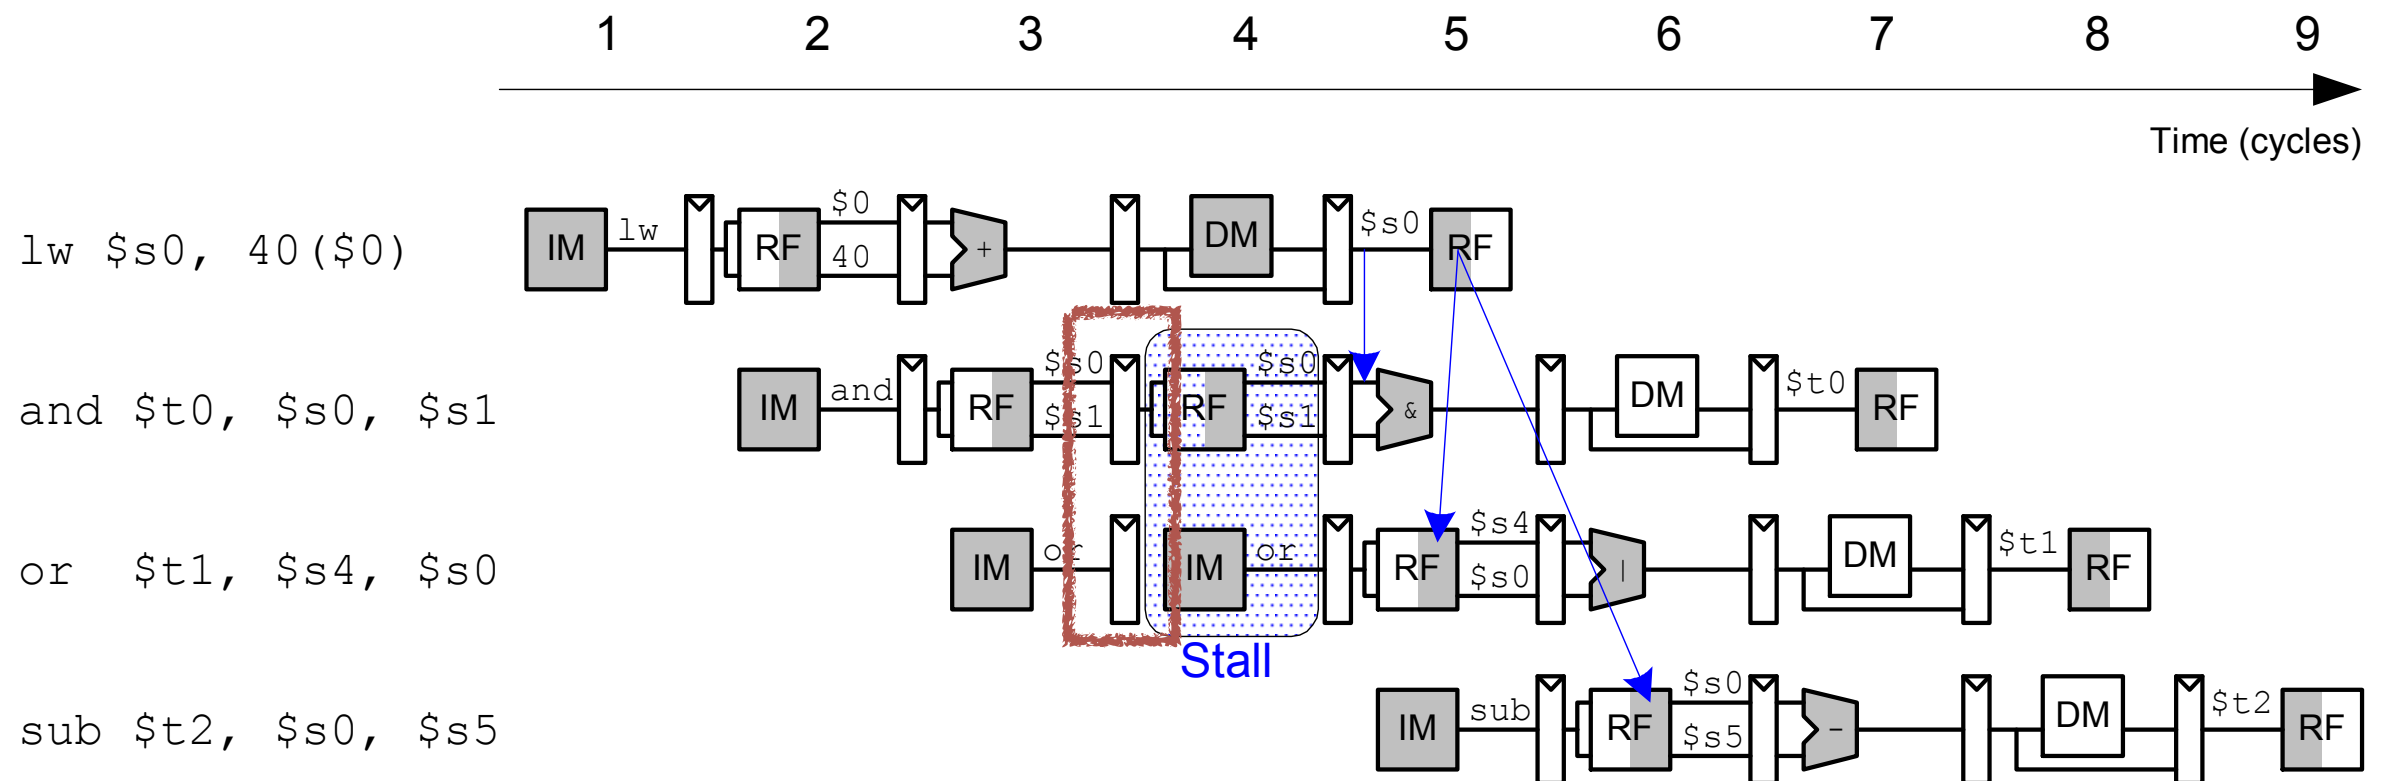 1 2 3 4 5 6 7 8 9
Time (cycles)
lw $s0, 40($0) IM lw RF $0 40 + DM $s0 RF
and $t0, $s0, $s1 IM and RF $s0 $s1 RF $s0 $s1 & DM $t0 RF
or $t1, $s4, $s0 IM or IM or RF $s4 $s0 | DM $t1 RF
Stall
sub $t2, $s0, $s5 IM sub RF $s0 $s5 - DM $t2 RF